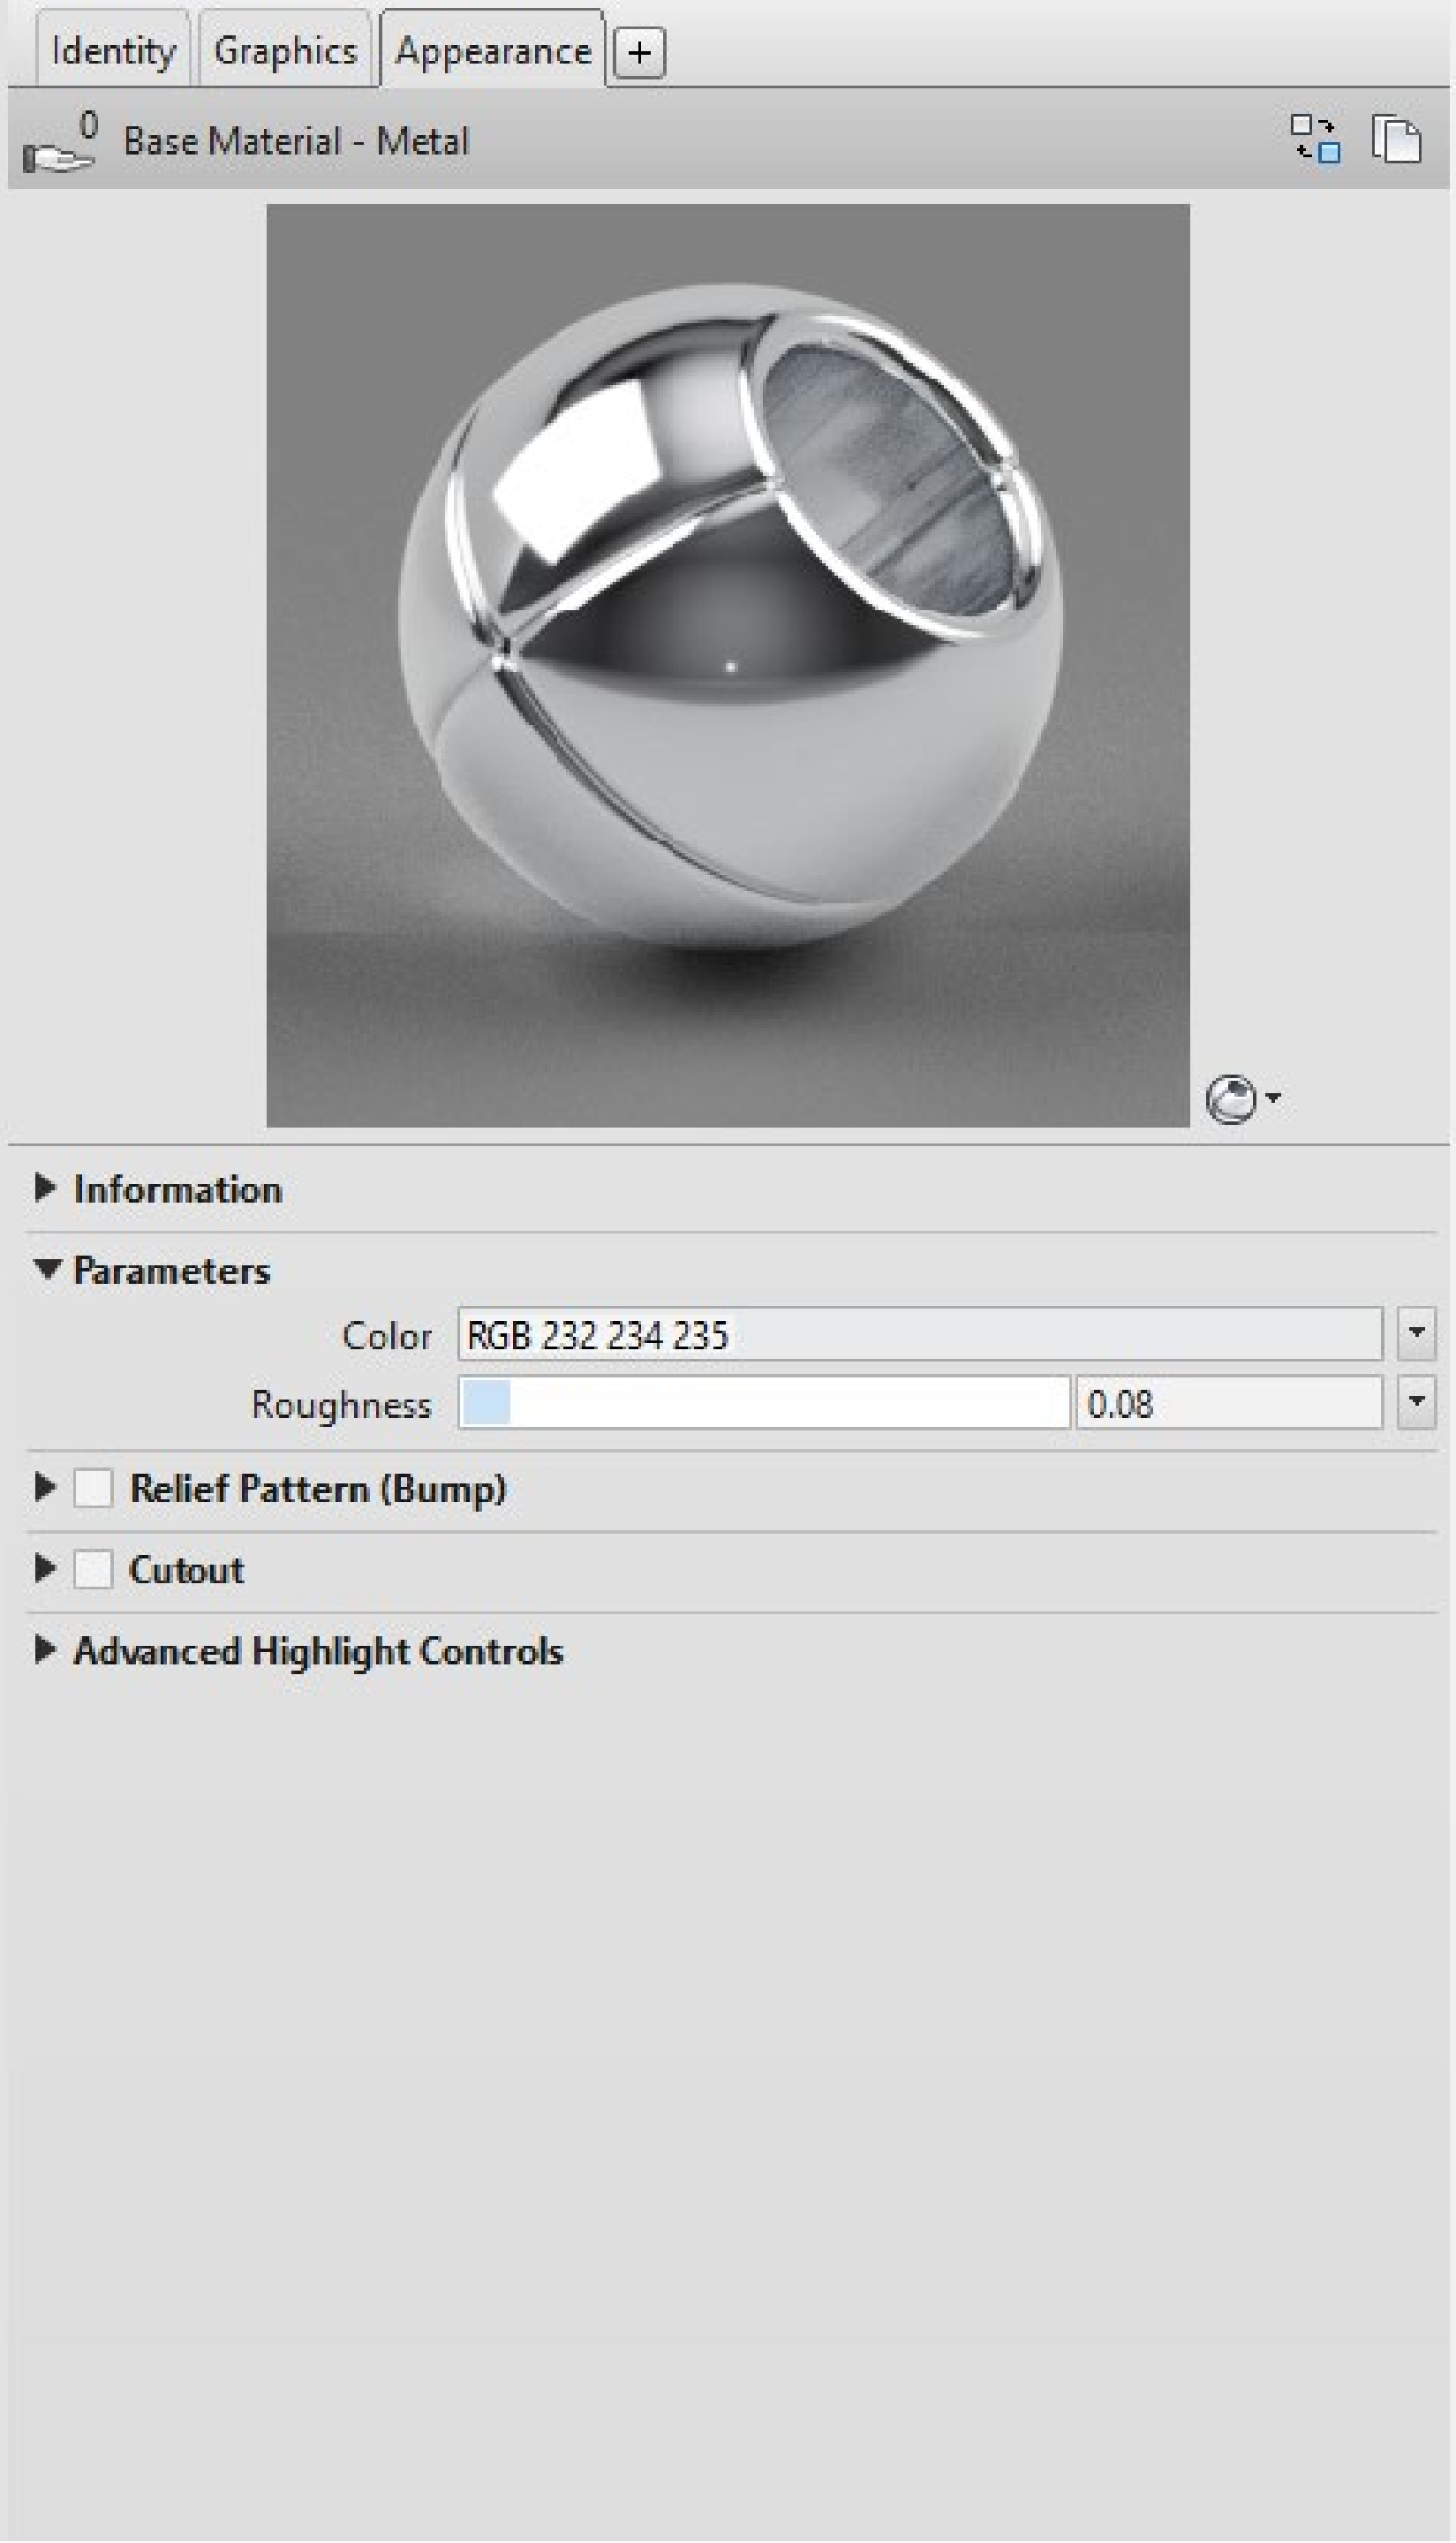 Identity Graphics Appearance +
0 Base Material - Metal
Information
Parameters
Color RGB 232 234 235
Roughness 0.08
Relief Pattern (Bump)
Cutout
Advanced Highlight Controls